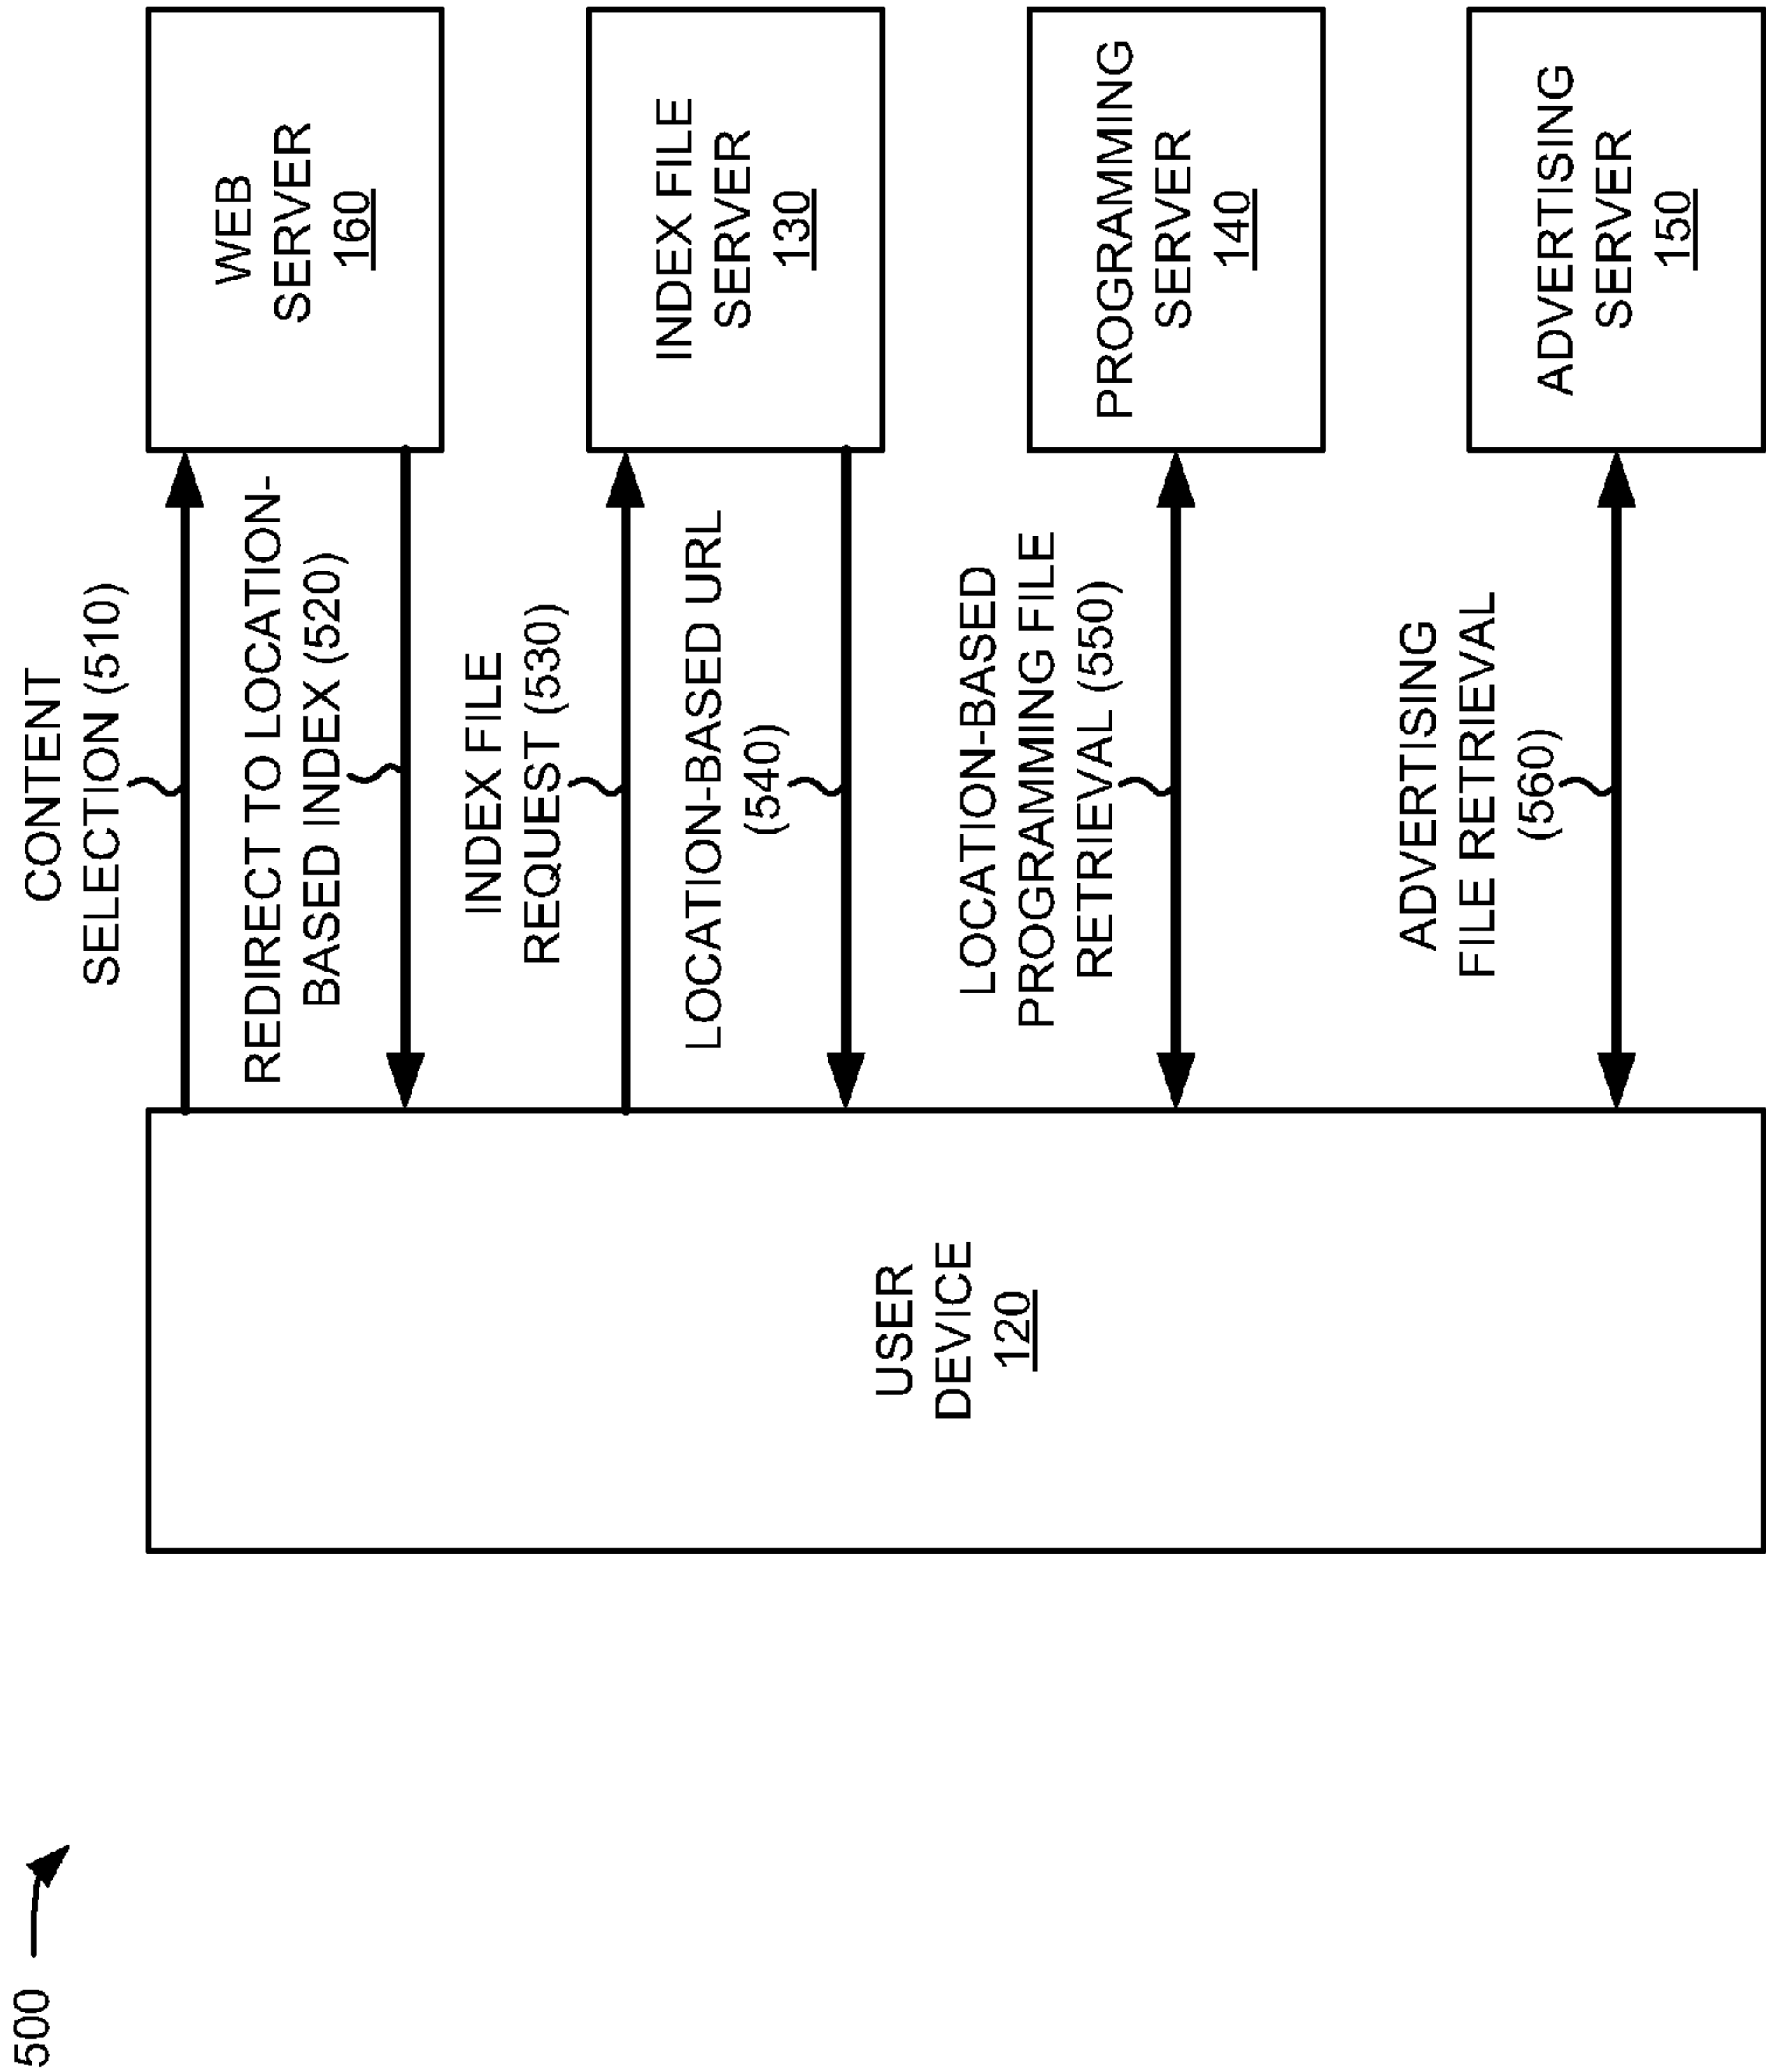 500
CONTENT
SELECTION (510)
REDIRECT TO LOCATION-
BASED INDEX (520)
INDEX FILE
REQUEST (530)
LOCATION-BASED URL
(540)
LOCATION-BASED
PROGRAMMING FILE
RETRIEVAL (550)
ADVERTISING
FILE RETRIEVAL
(560)
USER
DEVICE
120
WEB
SERVER
160
INDEX FILE
SERVER
130
PROGRAMMING
SERVER
140
ADVERTISING
SERVER
150